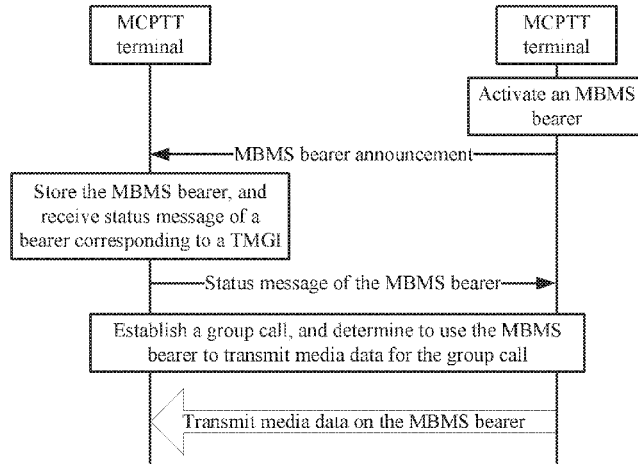 MCPTT
terminal
MCPTT
terminal
Activate an MBMS
bearer
MBMS bearer announcement
Store the MBMS bearer, and
receive status message of a
bearer corresponding to a TMGI
Status message of the MBMS bearer
Establish a group call, and determine to use the MBMS
bearer to transmit media data for the group call
Transmit media data on the MBMS bearer